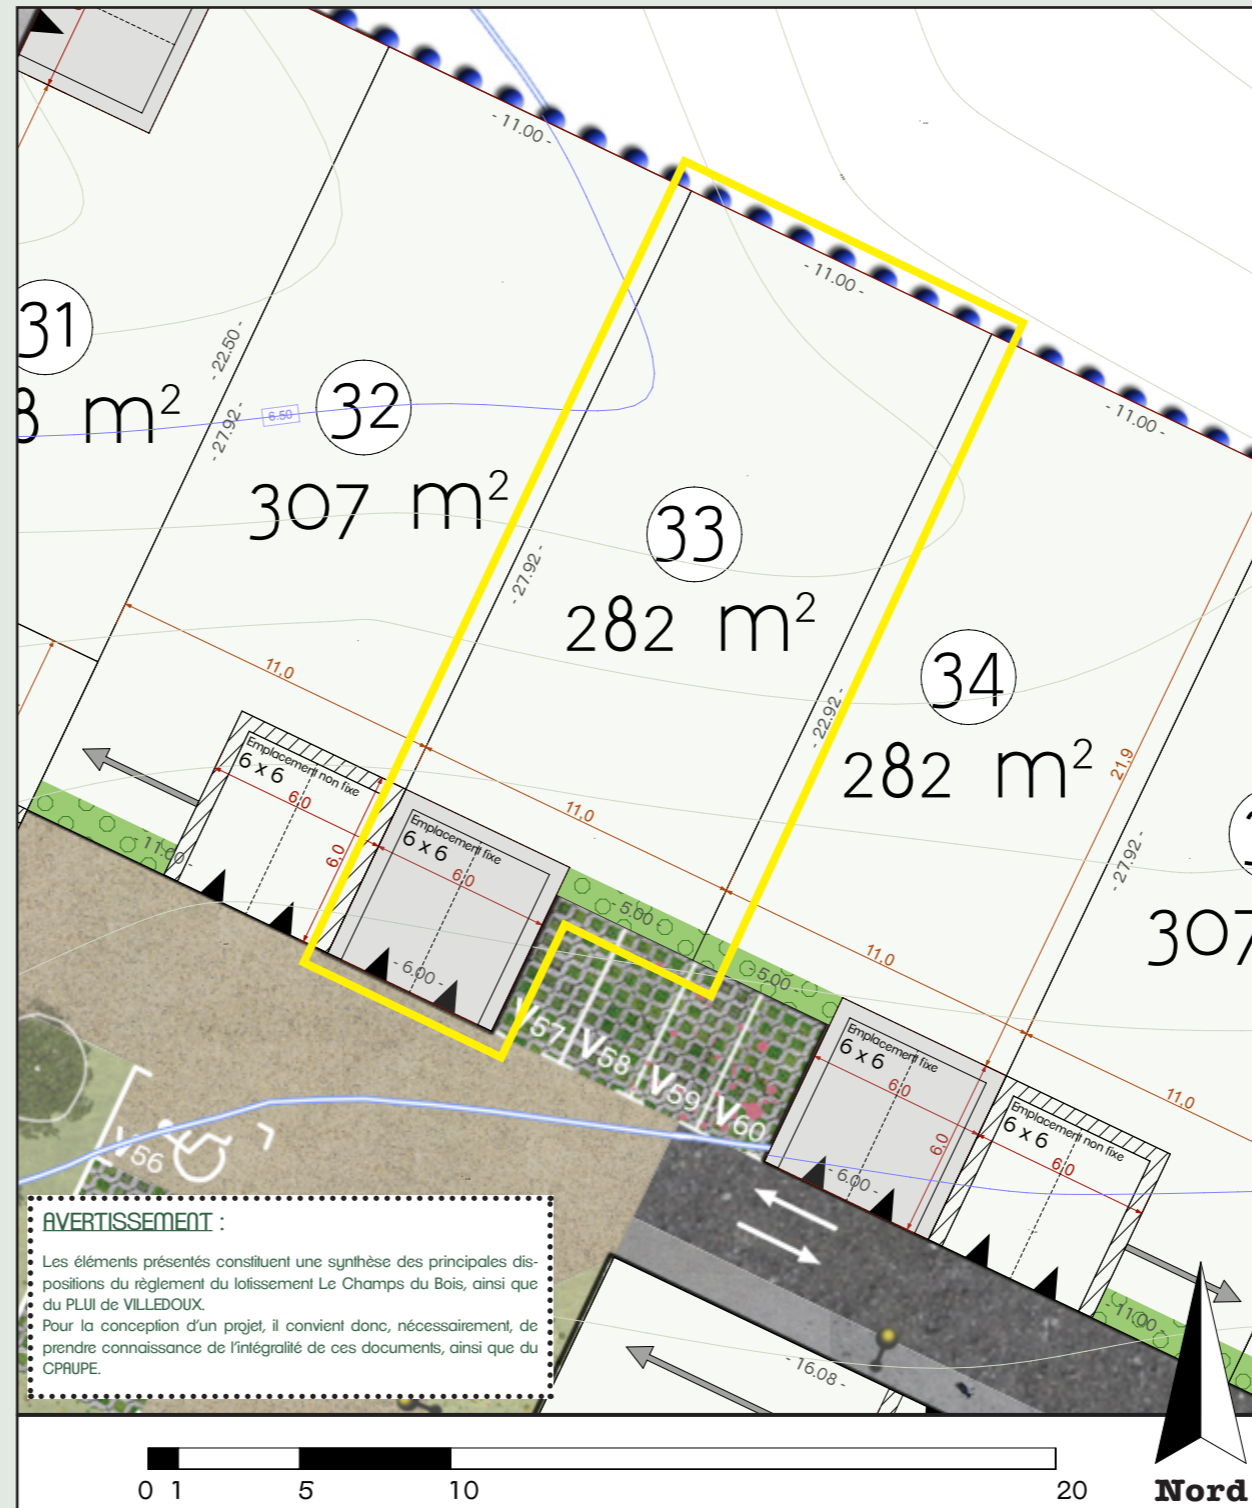 - 11.00 -
- 11.00 -
- 11.00 -
31
8 m²
- 22.50 -
- 27.92 -
6.50
32
307 m²
33
282 m²
- 27.92 -
34
282 m²
- 22.92 -
21,9
- 27.92 -
307
11,0
11,0
11,0
11,0
Emplacement non fixe
6 x 6
6,0
6,0
- 11.00 -
Emplacement fixe
6 x 6
6,0
- 6.00 -
- 5.00 -
- 5.00 -
V57
V58
V59
V60
Emplacement fixe
6 x 6
6,0
6,0
- 6.00 -
Emplacement non fixe
6 x 6
6,0
- 11.00 -
V56
- 16.08 -
AVERTISSEMENT :
Les éléments présentés constituent une synthèse des principales dis-
positions du règlement du lotissement Le Champs du Bois, ainsi que
du PLUI de VILLEDOUX.
Pour la conception d'un projet, il convient donc, nécessairement, de
prendre connaissance de l'intégralité de ces documents, ainsi que du
CPAUPE.
0 1 5 10 20
Nord